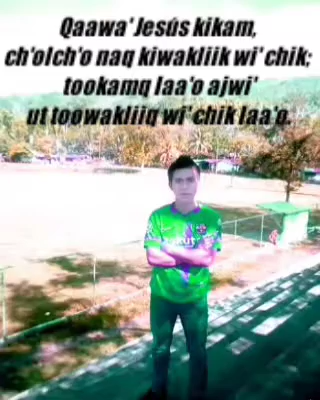 Qaawa' Jesús kikam,
ch'olch'o naq kiwakliik wi' chik;
tookamq laa'o ajwi'
ut toowakliiq wi' chik laa'o.